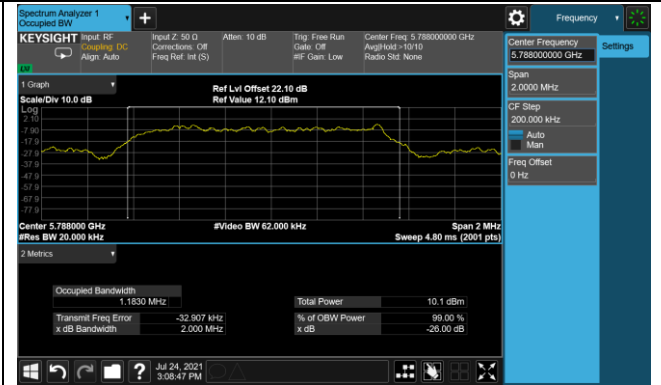 Spectrum Analyzer 1
Occupied BW
+
Frequency
KEYSIGHT
Input: RF
Coupling: DC
Align: Auto
Input Z: 50 Ω
Corrections: Off
Freq Ref: Int (S)
Atten: 10 dB
Trig: Free Run
Gate: Off
#IF Gain: Low
Center Freq: 5.788000000 GHz
Avg|Hold:>10/10
Radio Std: None
Center Frequency
5.788000000 GHz
Settings
Span
2.0000 MHz
CF Step
200.000 kHz
Auto
Man
Freq Offset
0 Hz
1 Graph
Scale/Div 10.0 dB
Ref Lvl Offset 22.10 dB
Ref Value 12.10 dBm
Log
2.10
-7.90
-17.9
-27.9
-37.9
-47.9
-57.9
-67.9
-77.9
Center 5.788000 GHz
#Res BW 20.000 kHz
#Video BW 62.000 kHz
Span 2 MHz
Sweep 4.80 ms (2001 pts)
2 Metrics
Occupied Bandwidth
1.1830 MHz
Total Power 10.1 dBm
Transmit Freq Error -32.907 kHz
% of OBW Power 99.00 %
x dB Bandwidth 2.000 MHz
x dB -26.00 dB
?
Jul 24, 2021
3:08:47 PM